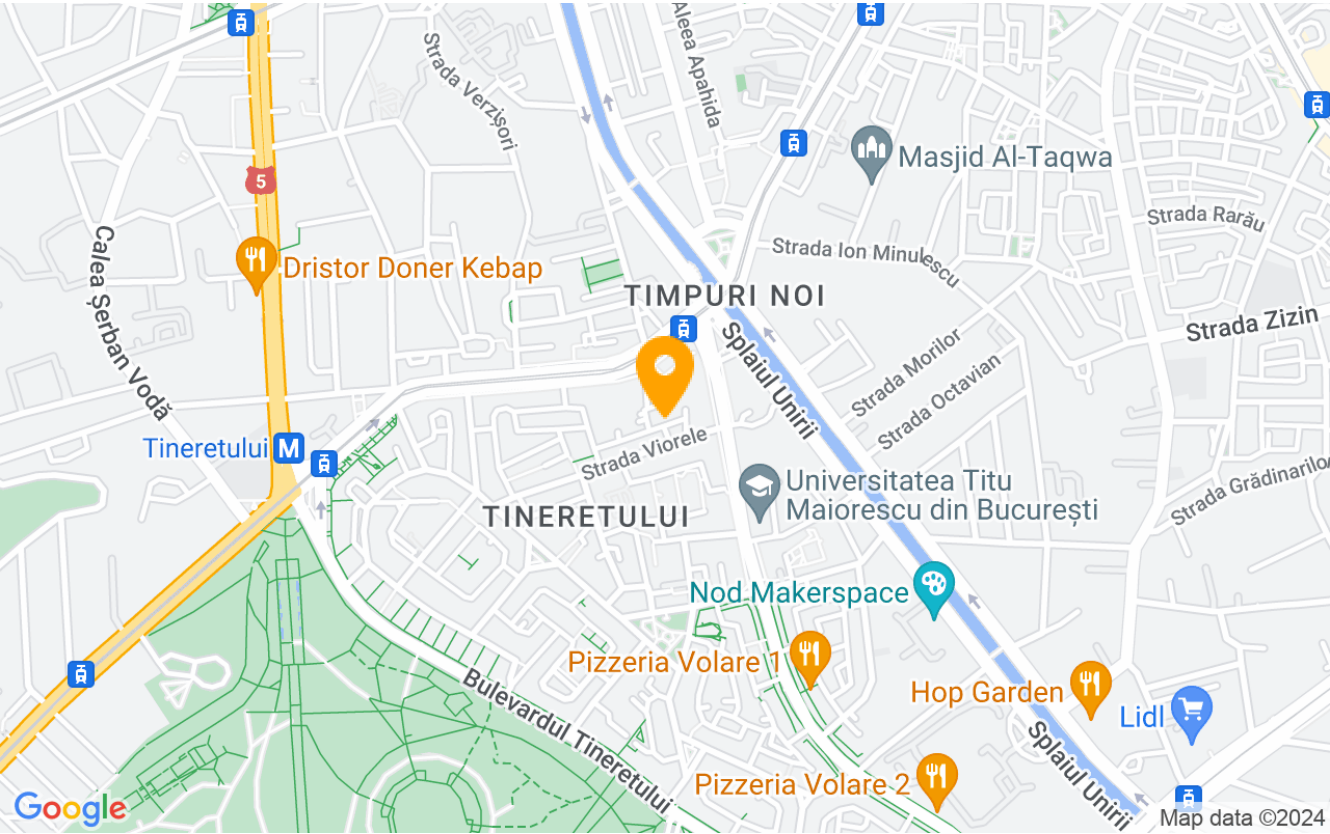 Strada Verzișori
Aleea Apahida
Masjid Al-Taqwa
5
Strada Rarău
Calea Șerban Vodă
Dristor Doner Kebap
Strada Ion Minulescu
TIMPURI NOI
Strada Zizin
Splaiul Unirii
Strada Morilor
Strada Octavian
Tineretului M
Strada Viorele
Universitatea Titu
Maiorescu din București
Strada Grădinarilor
TINERETULUI
Nod Makerspace
Pizzeria Volare 1
Hop Garden
Lidl
Bulevardul Tineretului
Splaiul Unirii
Pizzeria Volare 2
Google
Map data ©2024